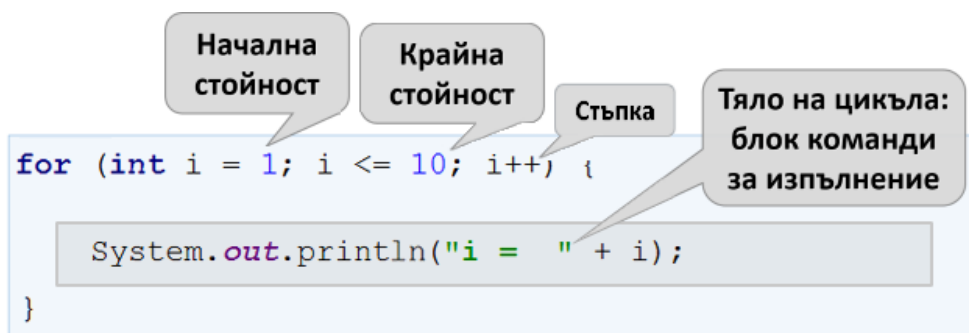 Начална
стойност
Крайна
стойност
Стъпка
Тяло на цикъла:
блок команди
за изпълнение
for (int i = 1; i <= 10; i++) {
System.out.println("i =  " + i);
}